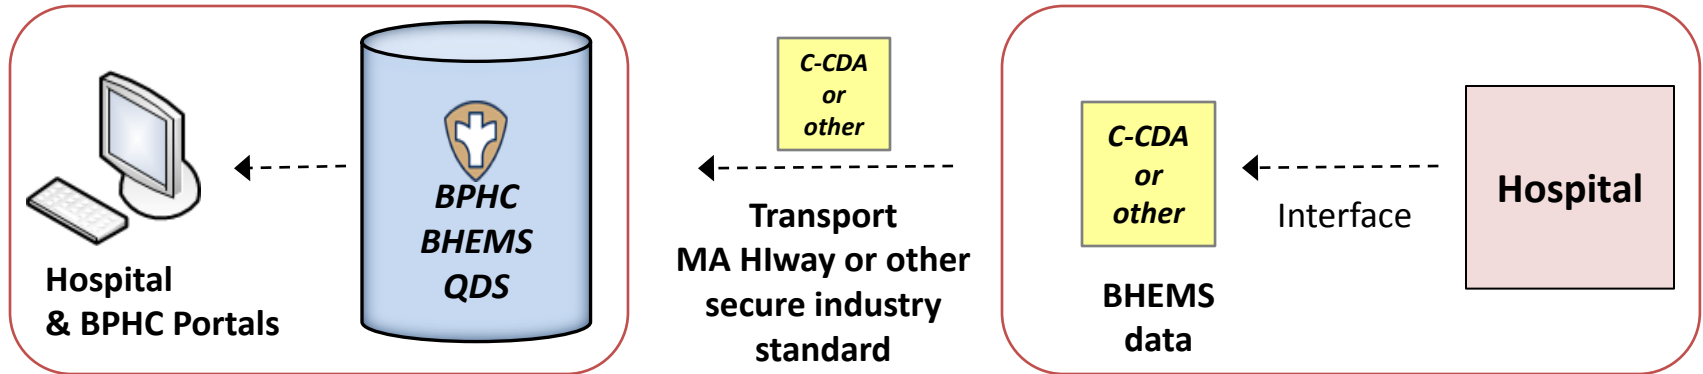 Hospital
& BPHC Portals
BPHC
BHEMS
QDS
C-CDA
or
other
Transport
MA HIway or other
secure industry
standard
C-CDA
or
other
BHEMS
data
Interface
Hospital